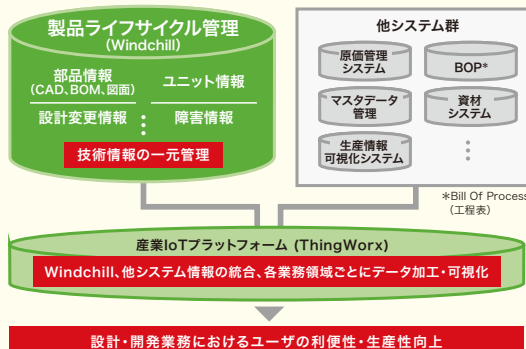 製品ライフサイクル管理
(Windchill)
部品情報
(CAD、BOM、図面)
ユニット情報
設計変更情報
障害情報
技術情報の一元管理
他システム群
原価管理
システム
BOP*
マスタデータ
管理
資材
システム
生産情報
可視化システム
*Bill Of Process
(工程表)
産業IoTプラットフォーム (ThingWorx)
Windchill、他システム情報の統合、各業務領域ごとにデータ加工・可視化
設計・開発業務におけるユーザの利便性・生産性向上